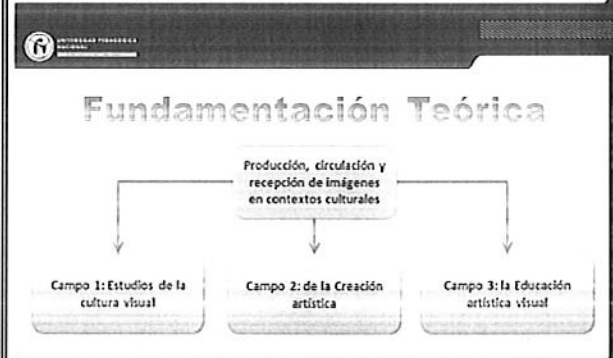 UNIVERSIDAD PEDAGOGICA
NACIONAL
Fundamentación Teórica
Producción, circulación y
recepción de imágenes
en contextos culturales
Campo 1: Estudios de la
cultura visual
Campo 2: de la Creación
artística
Campo 3: la Educación
artística visual